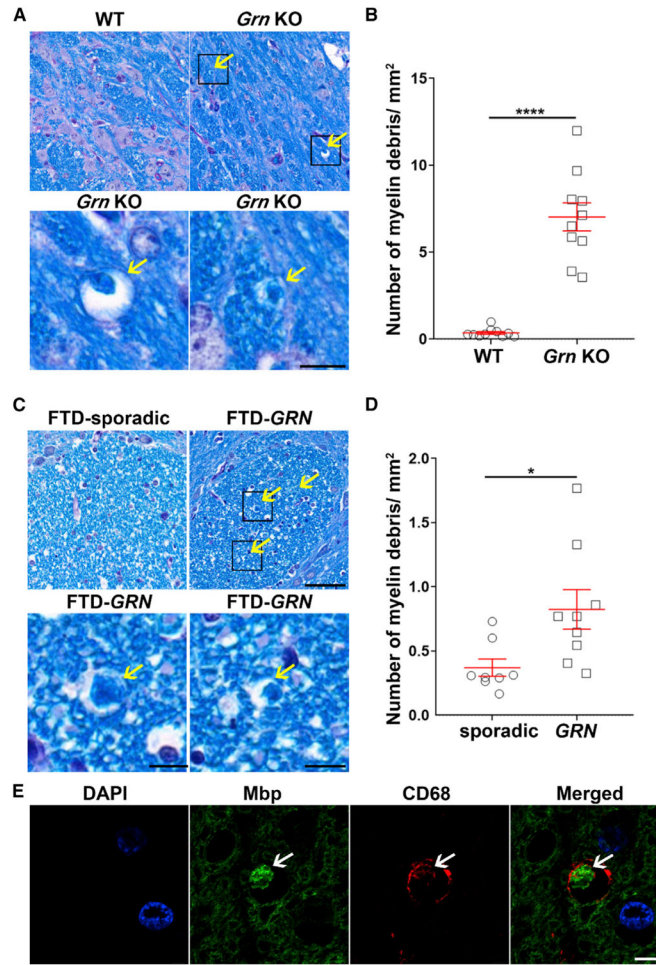 A
WT
Grn KO
Grn KO
Grn KO
B
Number of myelin debris/ mm²
15
10
5
0
****
WT
Grn KO
C
FTD-sporadic
FTD-GRN
FTD-GRN
FTD-GRN
D
Number of myelin debris/ mm²
2.0
1.5
1.0
0.5
0.0
*
sporadic
GRN
E
DAPI
Mbp
CD68
Merged